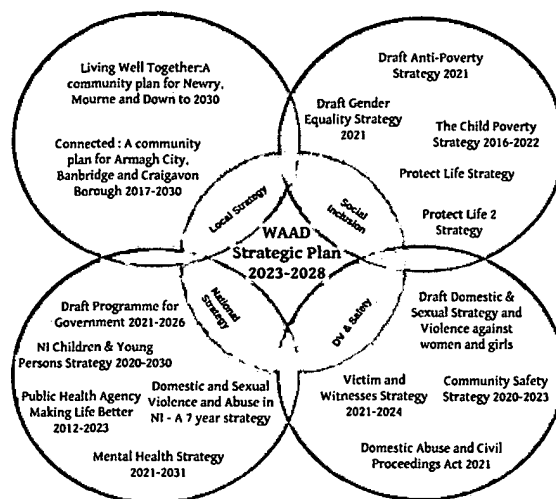 Living Well Together:A
community plan for Newry,
Mourne and Down to 2030
Connected : A community
plan for Armagh City,
Banbridge and Craigavon
Borough 2017-2030
Local Strategy
Draft Anti-Poverty
Strategy 2021
Draft Gender
Equality Strategy
2021
The Child Poverty
Strategy 2016-2022
Protect Life Strategy
Protect Life 2
Strategy
Social
Inclusion
WAAD
Strategic Plan
2023-2028
National
Strategy
Draft Programme for
Government 2021-2026
NI Children & Young
Persons Strategy 2020-2030
Public Health Agency
Making Life Better
2012-2023
Domestic and Sexual
Violence and Abuse in
NI - A 7 year strategy
Mental Health Strategy
2021-2031
DV & Safety
Draft Domestic &
Sexual Strategy and
Violence against
women and girls
Victim and
Witnesses Strategy
2021-2024
Community Safety
Strategy 2020-2023
Domestic Abuse and Civil
Proceedings Act 2021